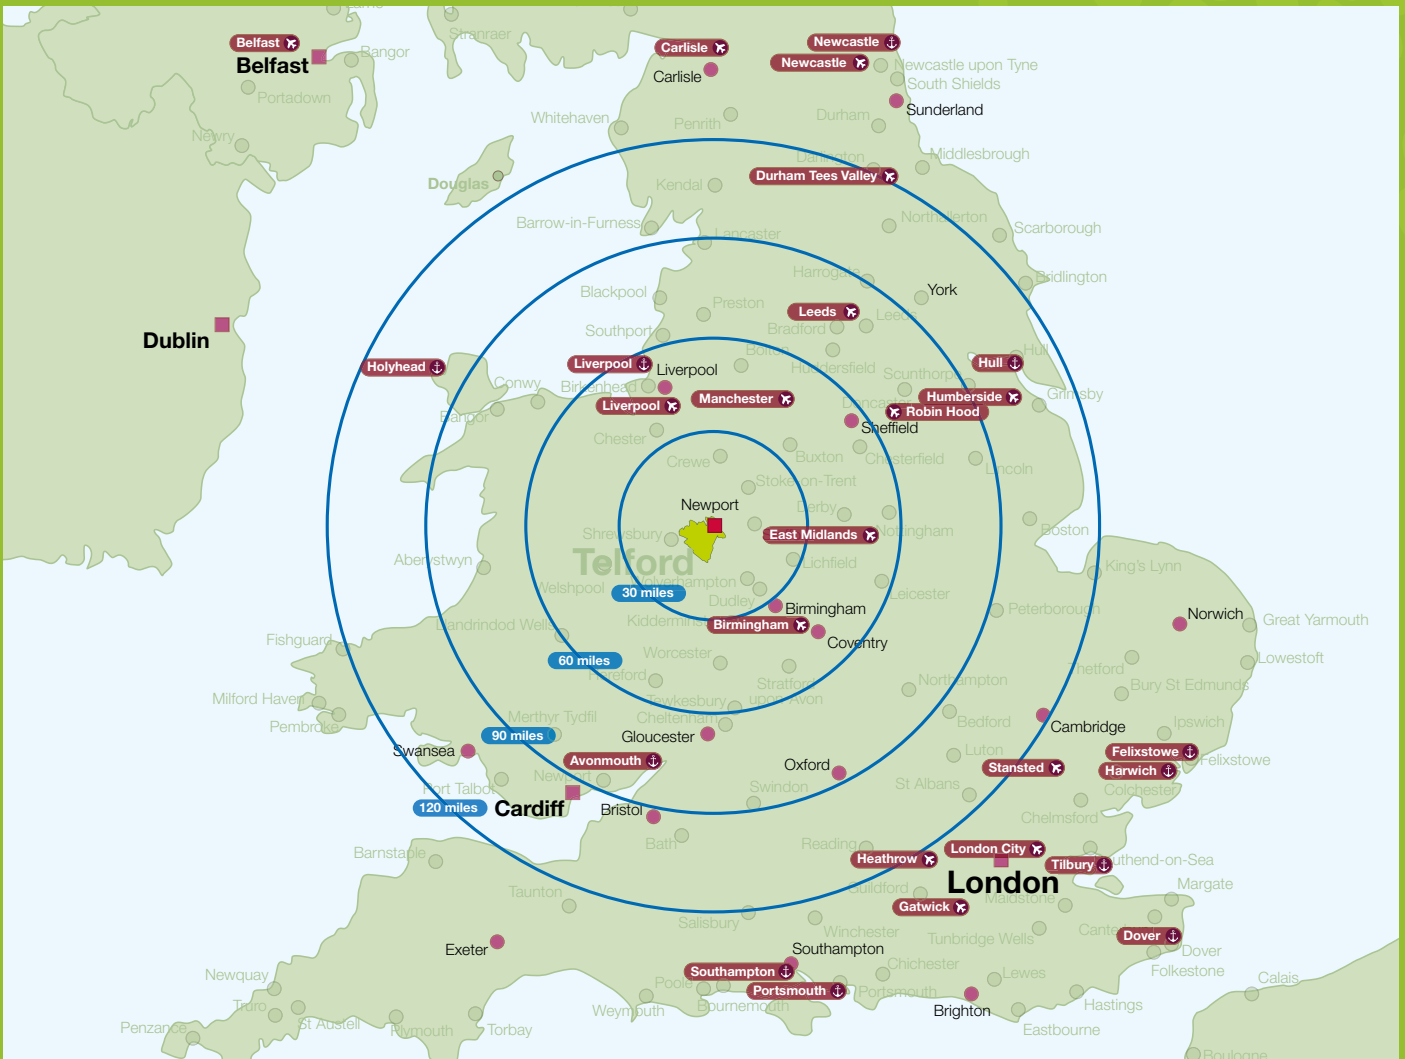 Larne
Stranraer
Belfast
Belfast
Bangor
Portadown
Newry
Carlisle
Carlisle
Newcastle
Newcastle
Newcastle upon Tyne
South Shields
Sunderland
Whitehaven
Penrith
Durham
Darlington
Middlesbrough
Durham Tees Valley
Douglas
Kendal
Barrow-in-Furness
Lancaster
Northallerton
Scarborough
Harrogate
Bridlington
Blackpool
Preston
York
Leeds
Leeds
Southport
Bradford
Dublin
Bolton
Huddersfield
Hull
Hull
Holyhead
Liverpool
Liverpool
Conwy
Birkenhead
Scunthorpe
Manchester
Liverpool
Doncaster
Humberside
Grimsby
Robin Hood
Bangor
Sheffield
Chester
Crewe
Buxton
Chesterfield
Lincoln
Stoke-on-Trent
Newport
Derby
Shrewsbury
East Midlands
Nottingham
Boston
Telford
Aberystwyn
Lichfield
King's Lynn
Welshpool
Wolverhampton
30 miles
Dudley
Leicester
Birmingham
Peterborough
Norwich
Great Yarmouth
Llandrindod Wells
Birmingham
Coventry
Fishguard
60 miles
Worcester
Thetford
Lowestoft
Hereford
Stratford
upon Avon
Northampton
Bury St Edmunds
Milford Haven
Tewkesbury
Pembroke
Merthyr Tydfil
Cheltenham
Bedford
Cambridge
Ipswich
90 miles
Gloucester
Swansea
Luton
Felixstowe
Felixstowe
Avonmouth
Oxford
Stansted
Harwich
Port Talbot
Newport
Swindon
St Albans
Colchester
120 miles
Cardiff
Bristol
Chelmsford
Bath
Reading
London City
Barnstaple
Heathrow
Tilbury
Southend-on-Sea
London
Guildford
Margate
Taunton
Gatwick
Maidstone
Salisbury
Winchester
Tunbridge Wells
Dover
Exeter
Southampton
Dover
Southampton
Chichester
Folkestone
Newquay
Poole
Lewes
Calais
Portsmouth
Portsmouth
Truro
Weymouth
Bournemouth
Brighton
Hastings
Penzance
St Austell
Plymouth
Torbay
Eastbourne
Boulogne